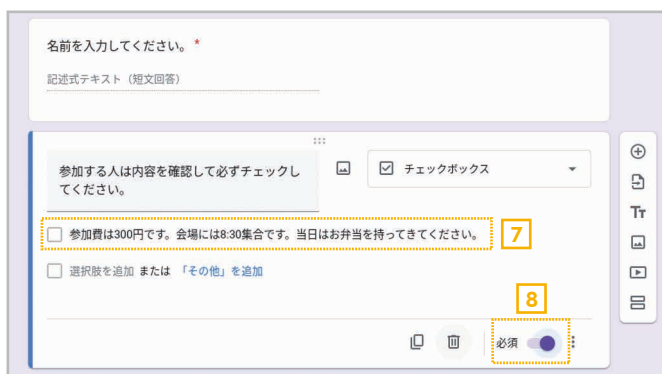 名前を入力してください。 *
記述式テキスト（短文回答）
参加する人は内容を確認して必ずチェックし
てください。
チェックボックス
参加費は300円です。会場には8:30集合です。当日はお弁当を持ってきてください。
7
選択肢を追加 または 「その他」を追加
8
必須
Tт